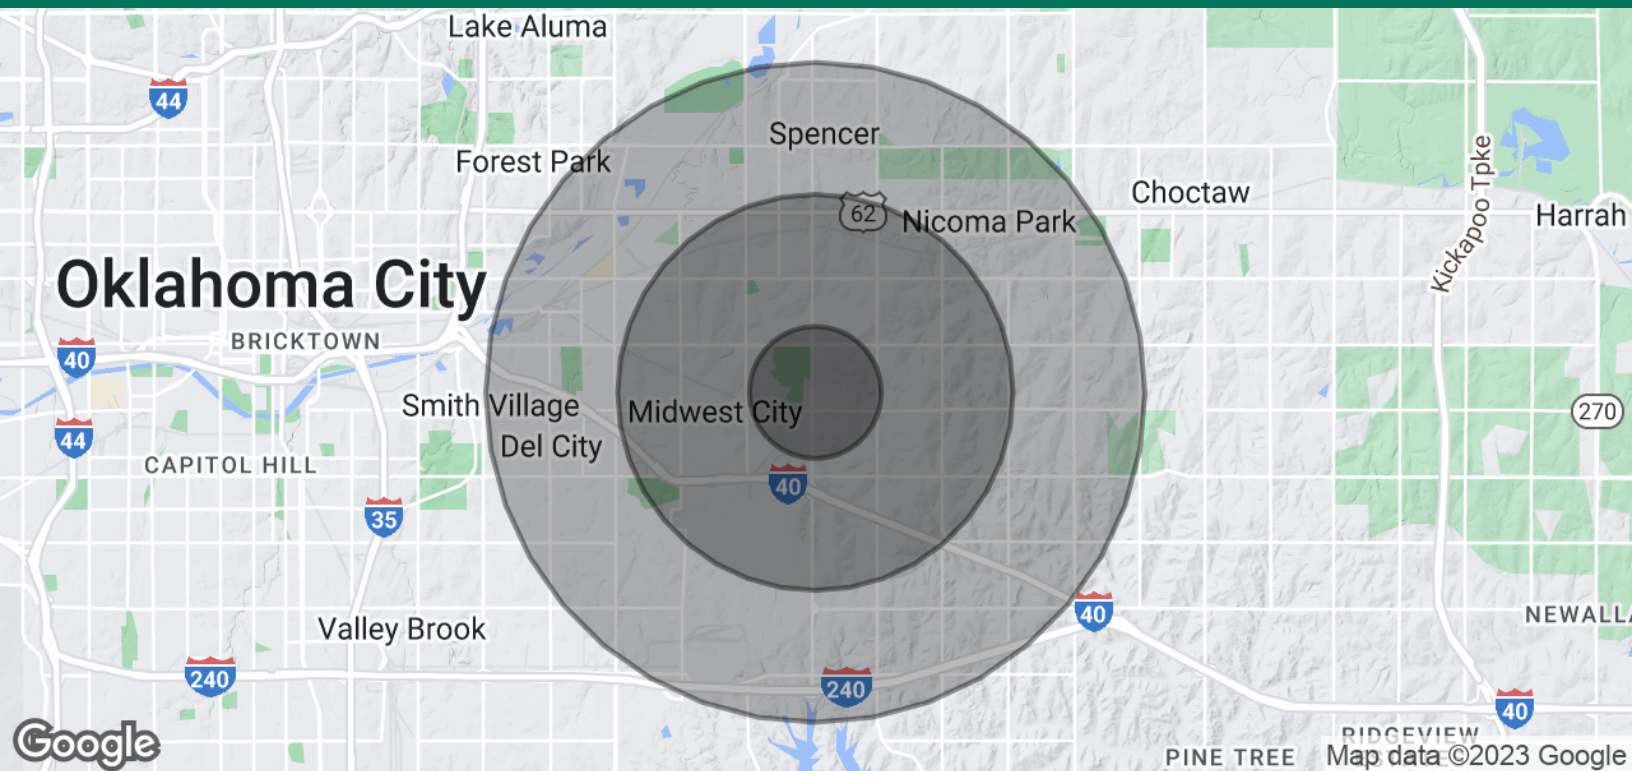 Lake Aluma
44
Spencer
Forest Park
Choctaw
Kickapoo Tpke
62
Nicoma Park
Harrah
Oklahoma City
BRICKTOWN
40
Smith Village
Midwest City
270
44
Del City
CAPITOL HILL
40
35
40
NEWALLA
Valley Brook
240
240
40
RIDGEVIEW
Google
PINE TREE
Map data ©2023 Google